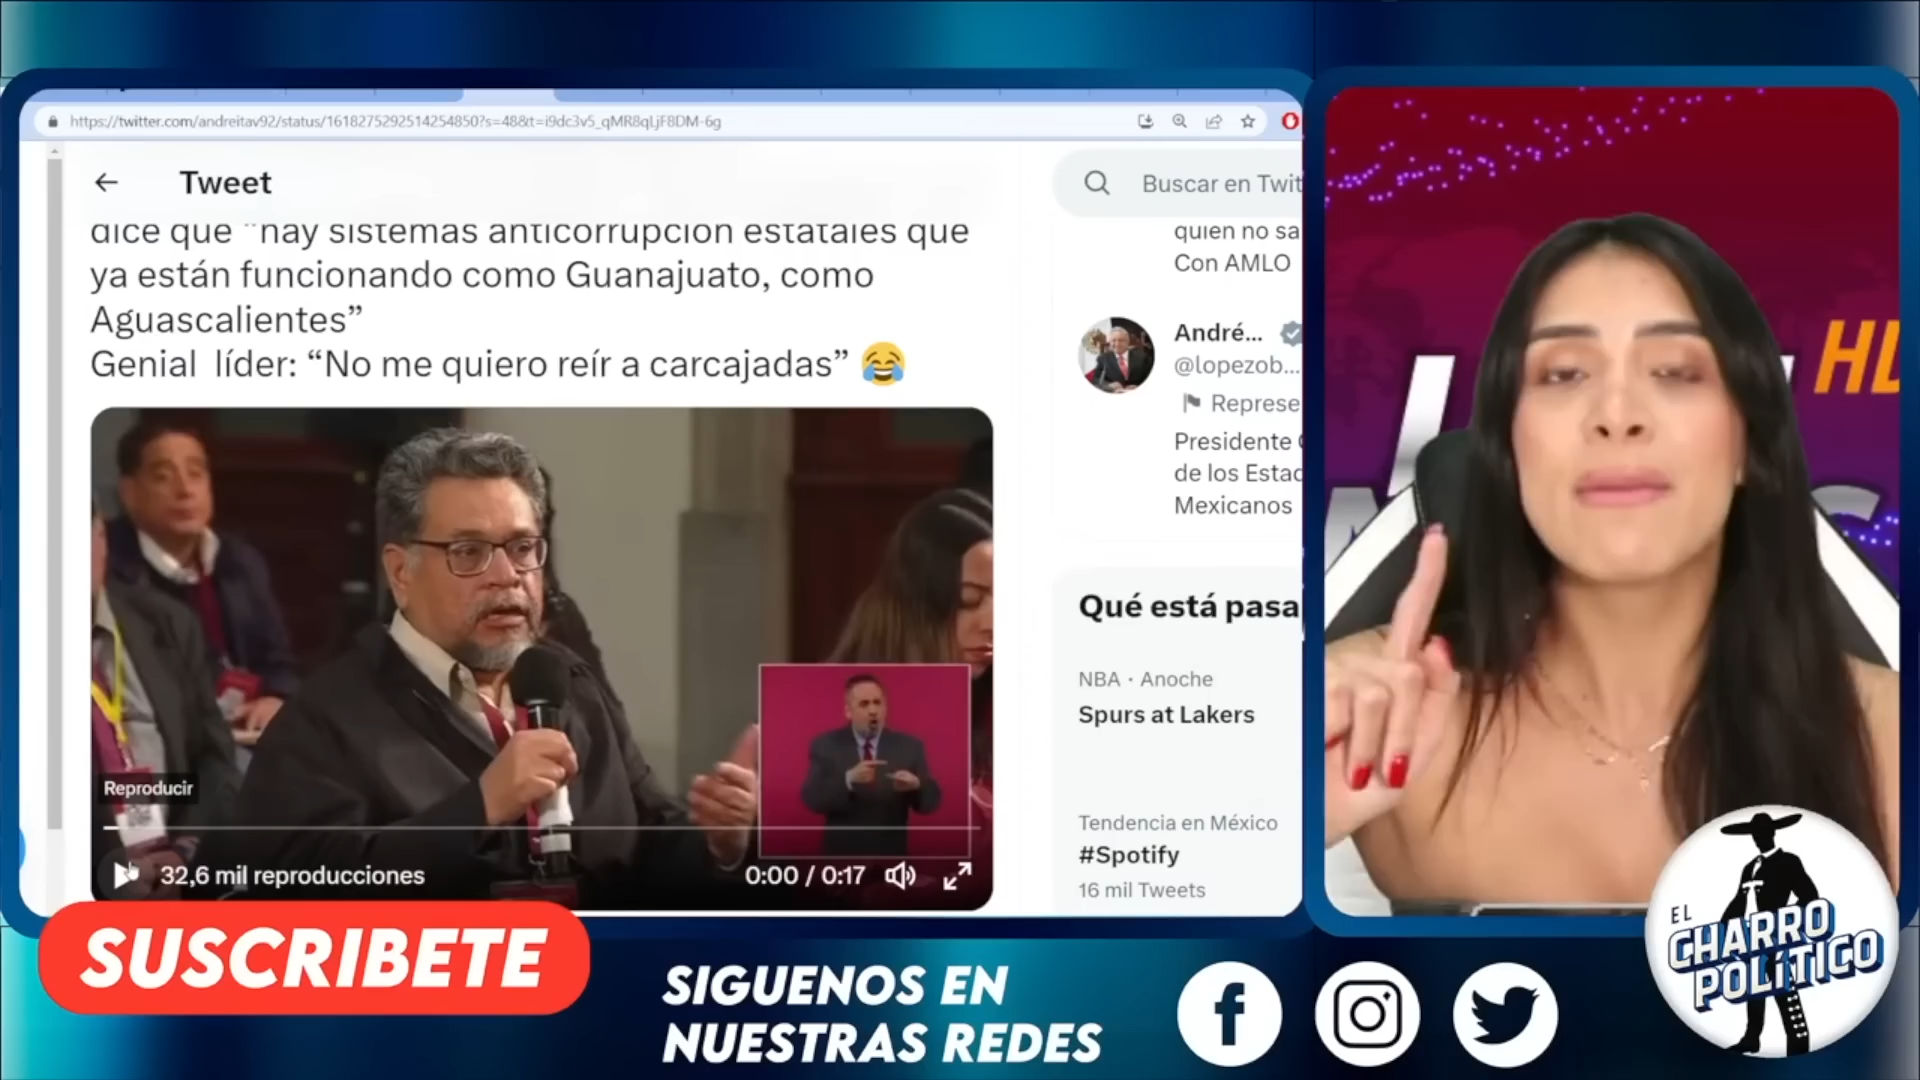 https://twitter.com/andreitav92/status/1618275292514254850?s=48&t=i9dc3v5_qMR8qLjF8DM-6g
Tweet
dice que "hay sistemas anticorrupción estatales que
ya están funcionando como Guanajuato, como
Aguascalientes”
Genial líder: “No me quiero reír a carcajadas” 😂
Reproducir
32,6 mil reproducciones
0:00 / 0:17
Buscar en Twit
quien no sa
Con AMLO
André...
@lopezob...
Represe
Presidente
de los Estad
Mexicanos
Qué está pasa
NBA · Anoche
Spurs at Lakers
Tendencia en México
#Spotify
16 mil Tweets
HD
SUSCRIBETE
SIGUENOS EN
NUESTRAS REDES
EL
CHARRO
POLÍTICO